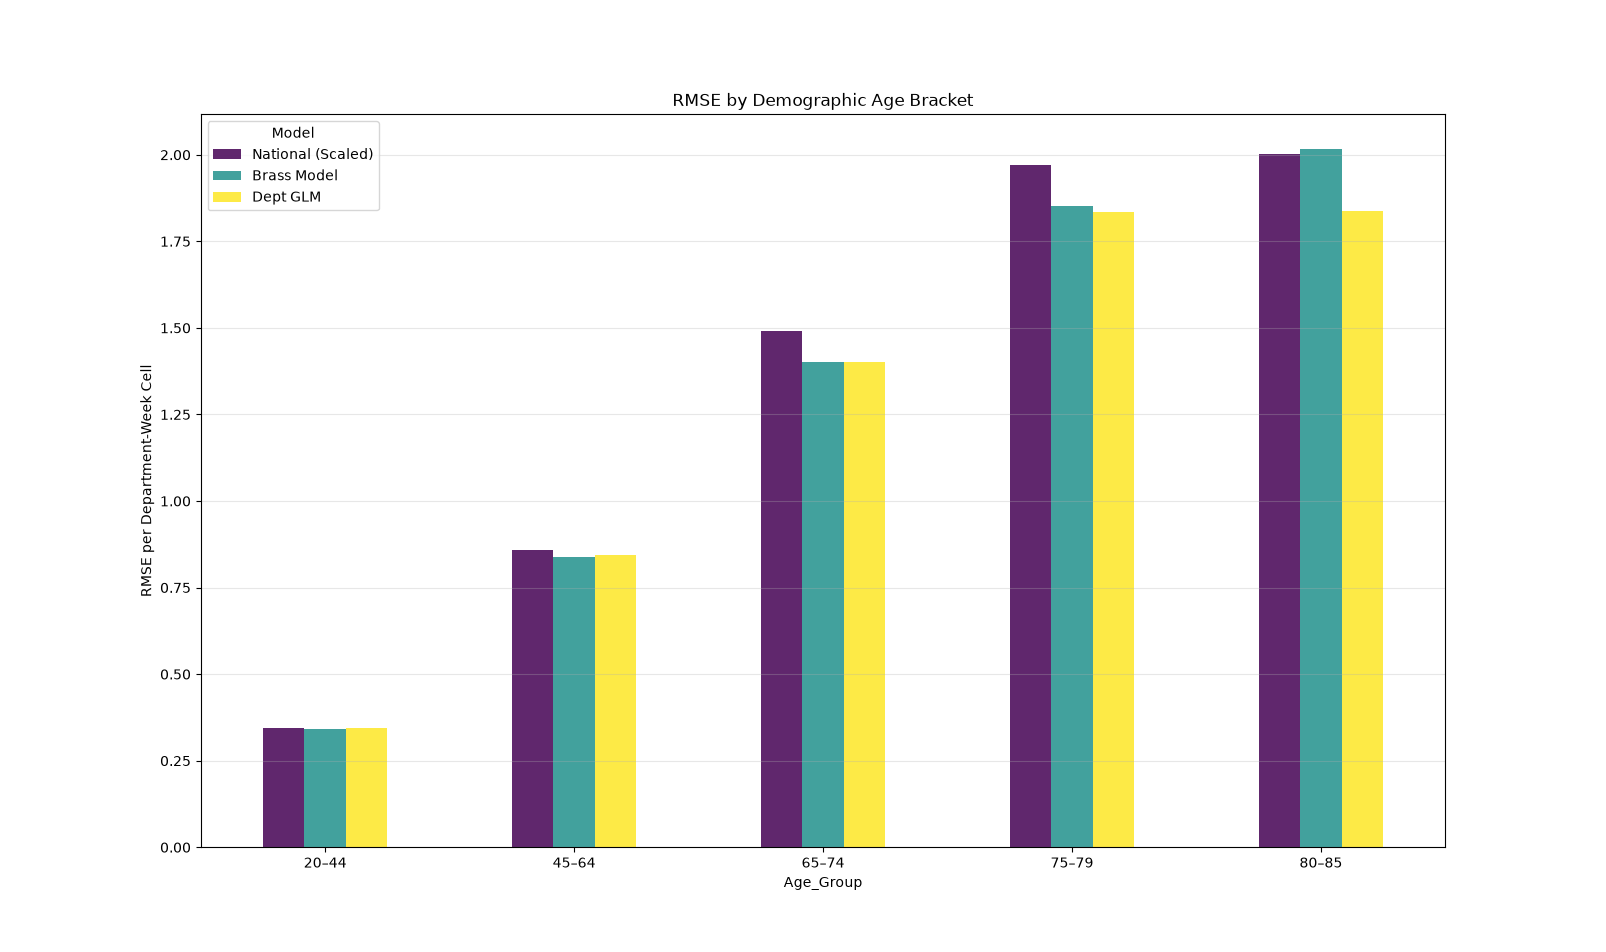 RMSE by Demographic Age Bracket
Model
National (Scaled)
Brass Model
Dept GLM
RMSE per Department-Week Cell
2.00
1.75
1.50
1.25
1.00
0.75
0.50
0.25
0.00
20–44
45–64
65–74
75–79
80–85
Age_Group